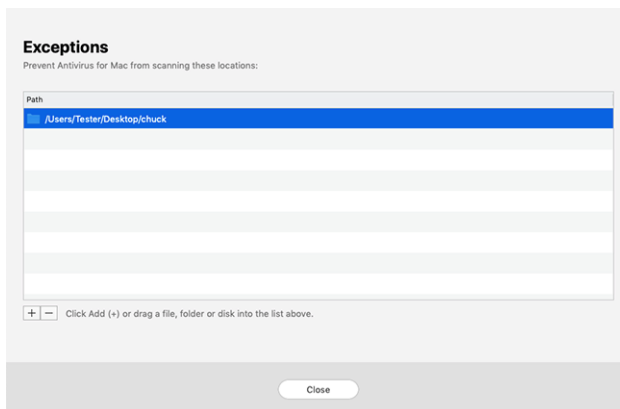 Exceptions
Prevent Antivirus for Mac from scanning these locations:
Path
/Users/Tester/Desktop/chuck
+ − Click Add (+) or drag a file, folder or disk into the list above.
Close